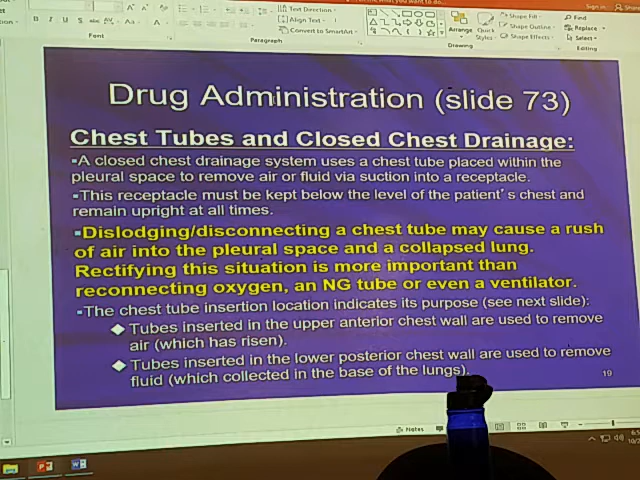 Sign in
Text Direction
Align Text
Convert to SmartArt
Arrange
Quick
Styles
Shape Fill
Shape Outline
Shape Effects
Find
Replace
Select
Font
Paragraph
Drawing
Editing
Drug Administration (slide 73)
Chest Tubes and Closed Chest Drainage:
▪A closed chest drainage system uses a chest tube placed within the
pleural space to remove air or fluid via suction into a receptacle.
▪This receptacle must be kept below the level of the patient's chest and
remain upright at all times.
▪Dislodging/disconnecting a chest tube may cause a rush
of air into the pleural space and a collapsed lung.
Rectifying this situation is more important than
reconnecting oxygen, an NG tube or even a ventilator.
▪The chest tube insertion location indicates its purpose (see next slide):
◆ Tubes inserted in the upper anterior chest wall are used to remove
air (which has risen).
◆ Tubes inserted in the lower posterior chest wall are used to remove
fluid (which collected in the base of the lungs).
19
Notes